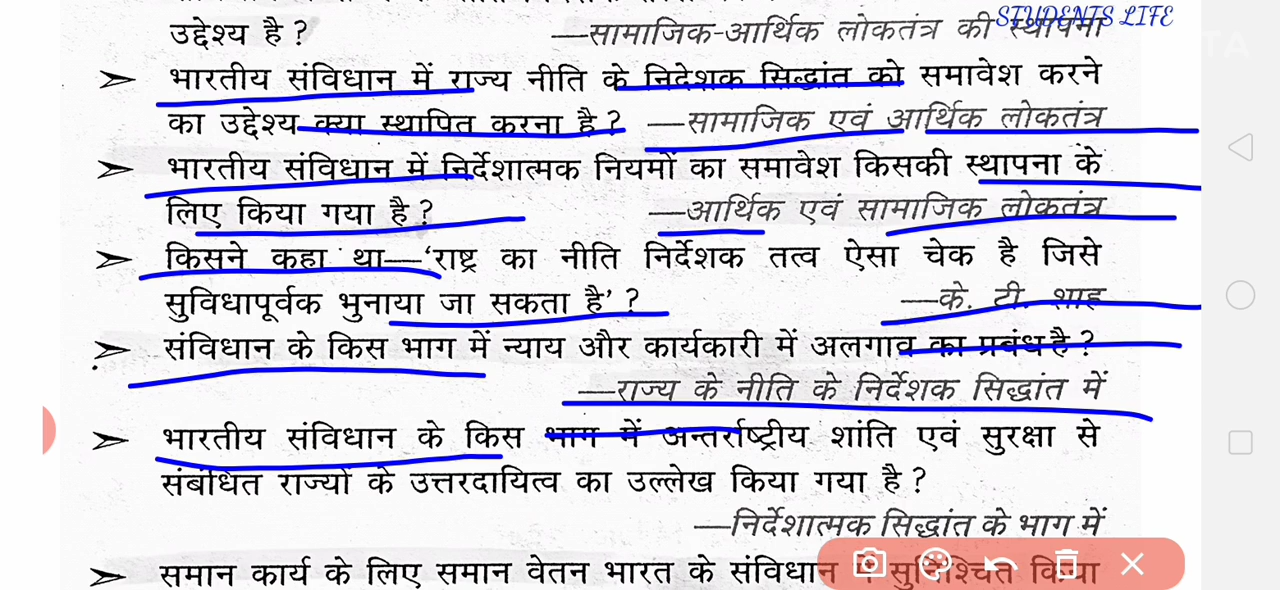 STUDENTS LIFE
उद्देश्य है ? —सामाजिक-आर्थिक लोकतंत्र की स्थापना
➢ भारतीय संविधान में राज्य नीति के निदेशक सिद्धांत को समावेश करने
का उद्देश्य क्या स्थापित करना है ? —सामाजिक एवं आर्थिक लोकतंत्र
➢ भारतीय संविधान में निर्देशात्मक नियमों का समावेश किसकी स्थापना के
लिए किया गया है ? —आर्थिक एवं सामाजिक लोकतंत्र
➢ किसने कहा था—‘राष्ट्र का नीति निर्देशक तत्व ऐसा चेक है जिसे
सुविधापूर्वक भुनाया जा सकता है’ ? —के. टी. शाह
➢ संविधान के किस भाग में न्याय और कार्यकारी में अलगाव का प्रबंध है ?
—राज्य के नीति के निर्देशक सिद्धांत में
➢ भारतीय संविधान के किस भाग में अन्तर्राष्ट्रीय शांति एवं सुरक्षा से
संबंधित राज्यों के उत्तरदायित्व का उल्लेख किया गया है ?
—निर्देशात्मक सिद्धांत के भाग में
➢ समान कार्य के लिए समान वेतन भारत के संविधान में सुनिश्चित किया